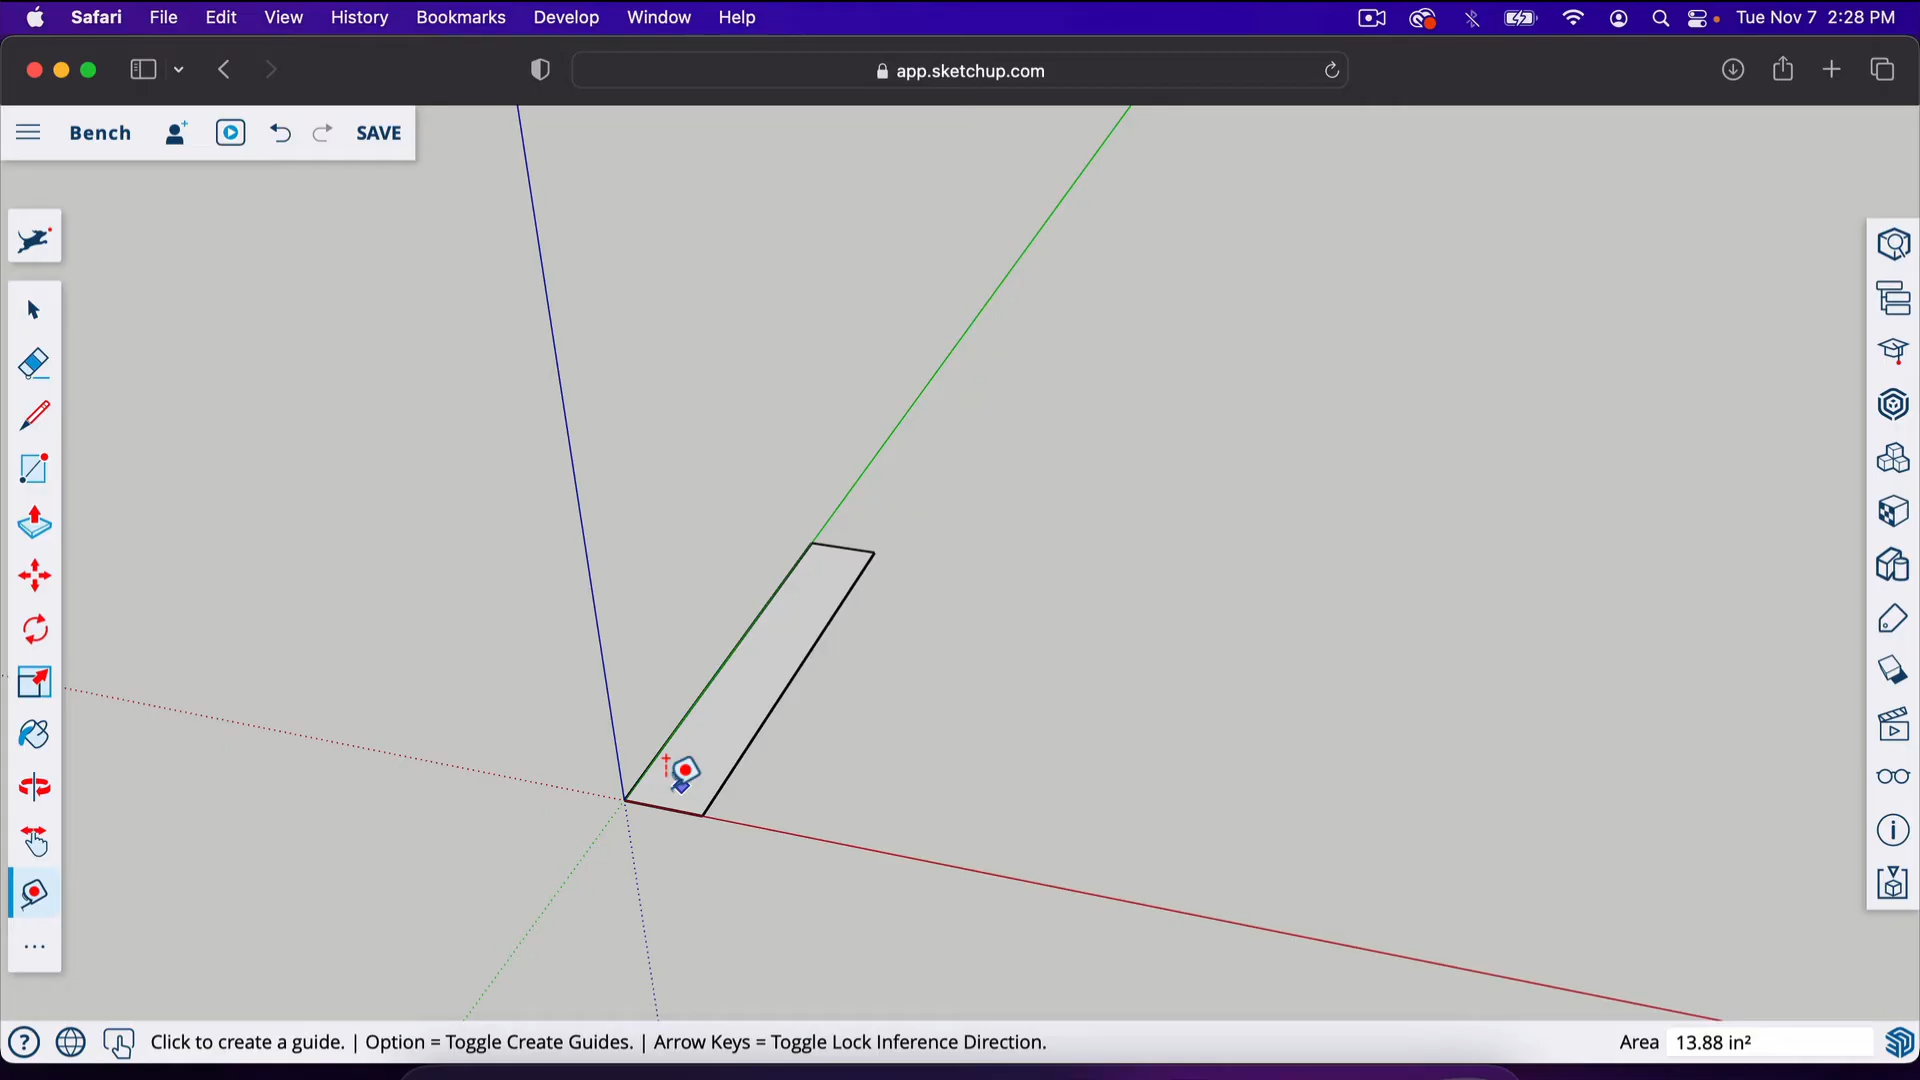 Safari File Edit View History Bookmarks Develop Window Help Tue Nov 7 2:28 PM
app.sketchup.com
Bench SAVE
Click to create a guide. | Option = Toggle Create Guides. | Arrow Keys = Toggle Lock Inference Direction. Area 13.88 in²